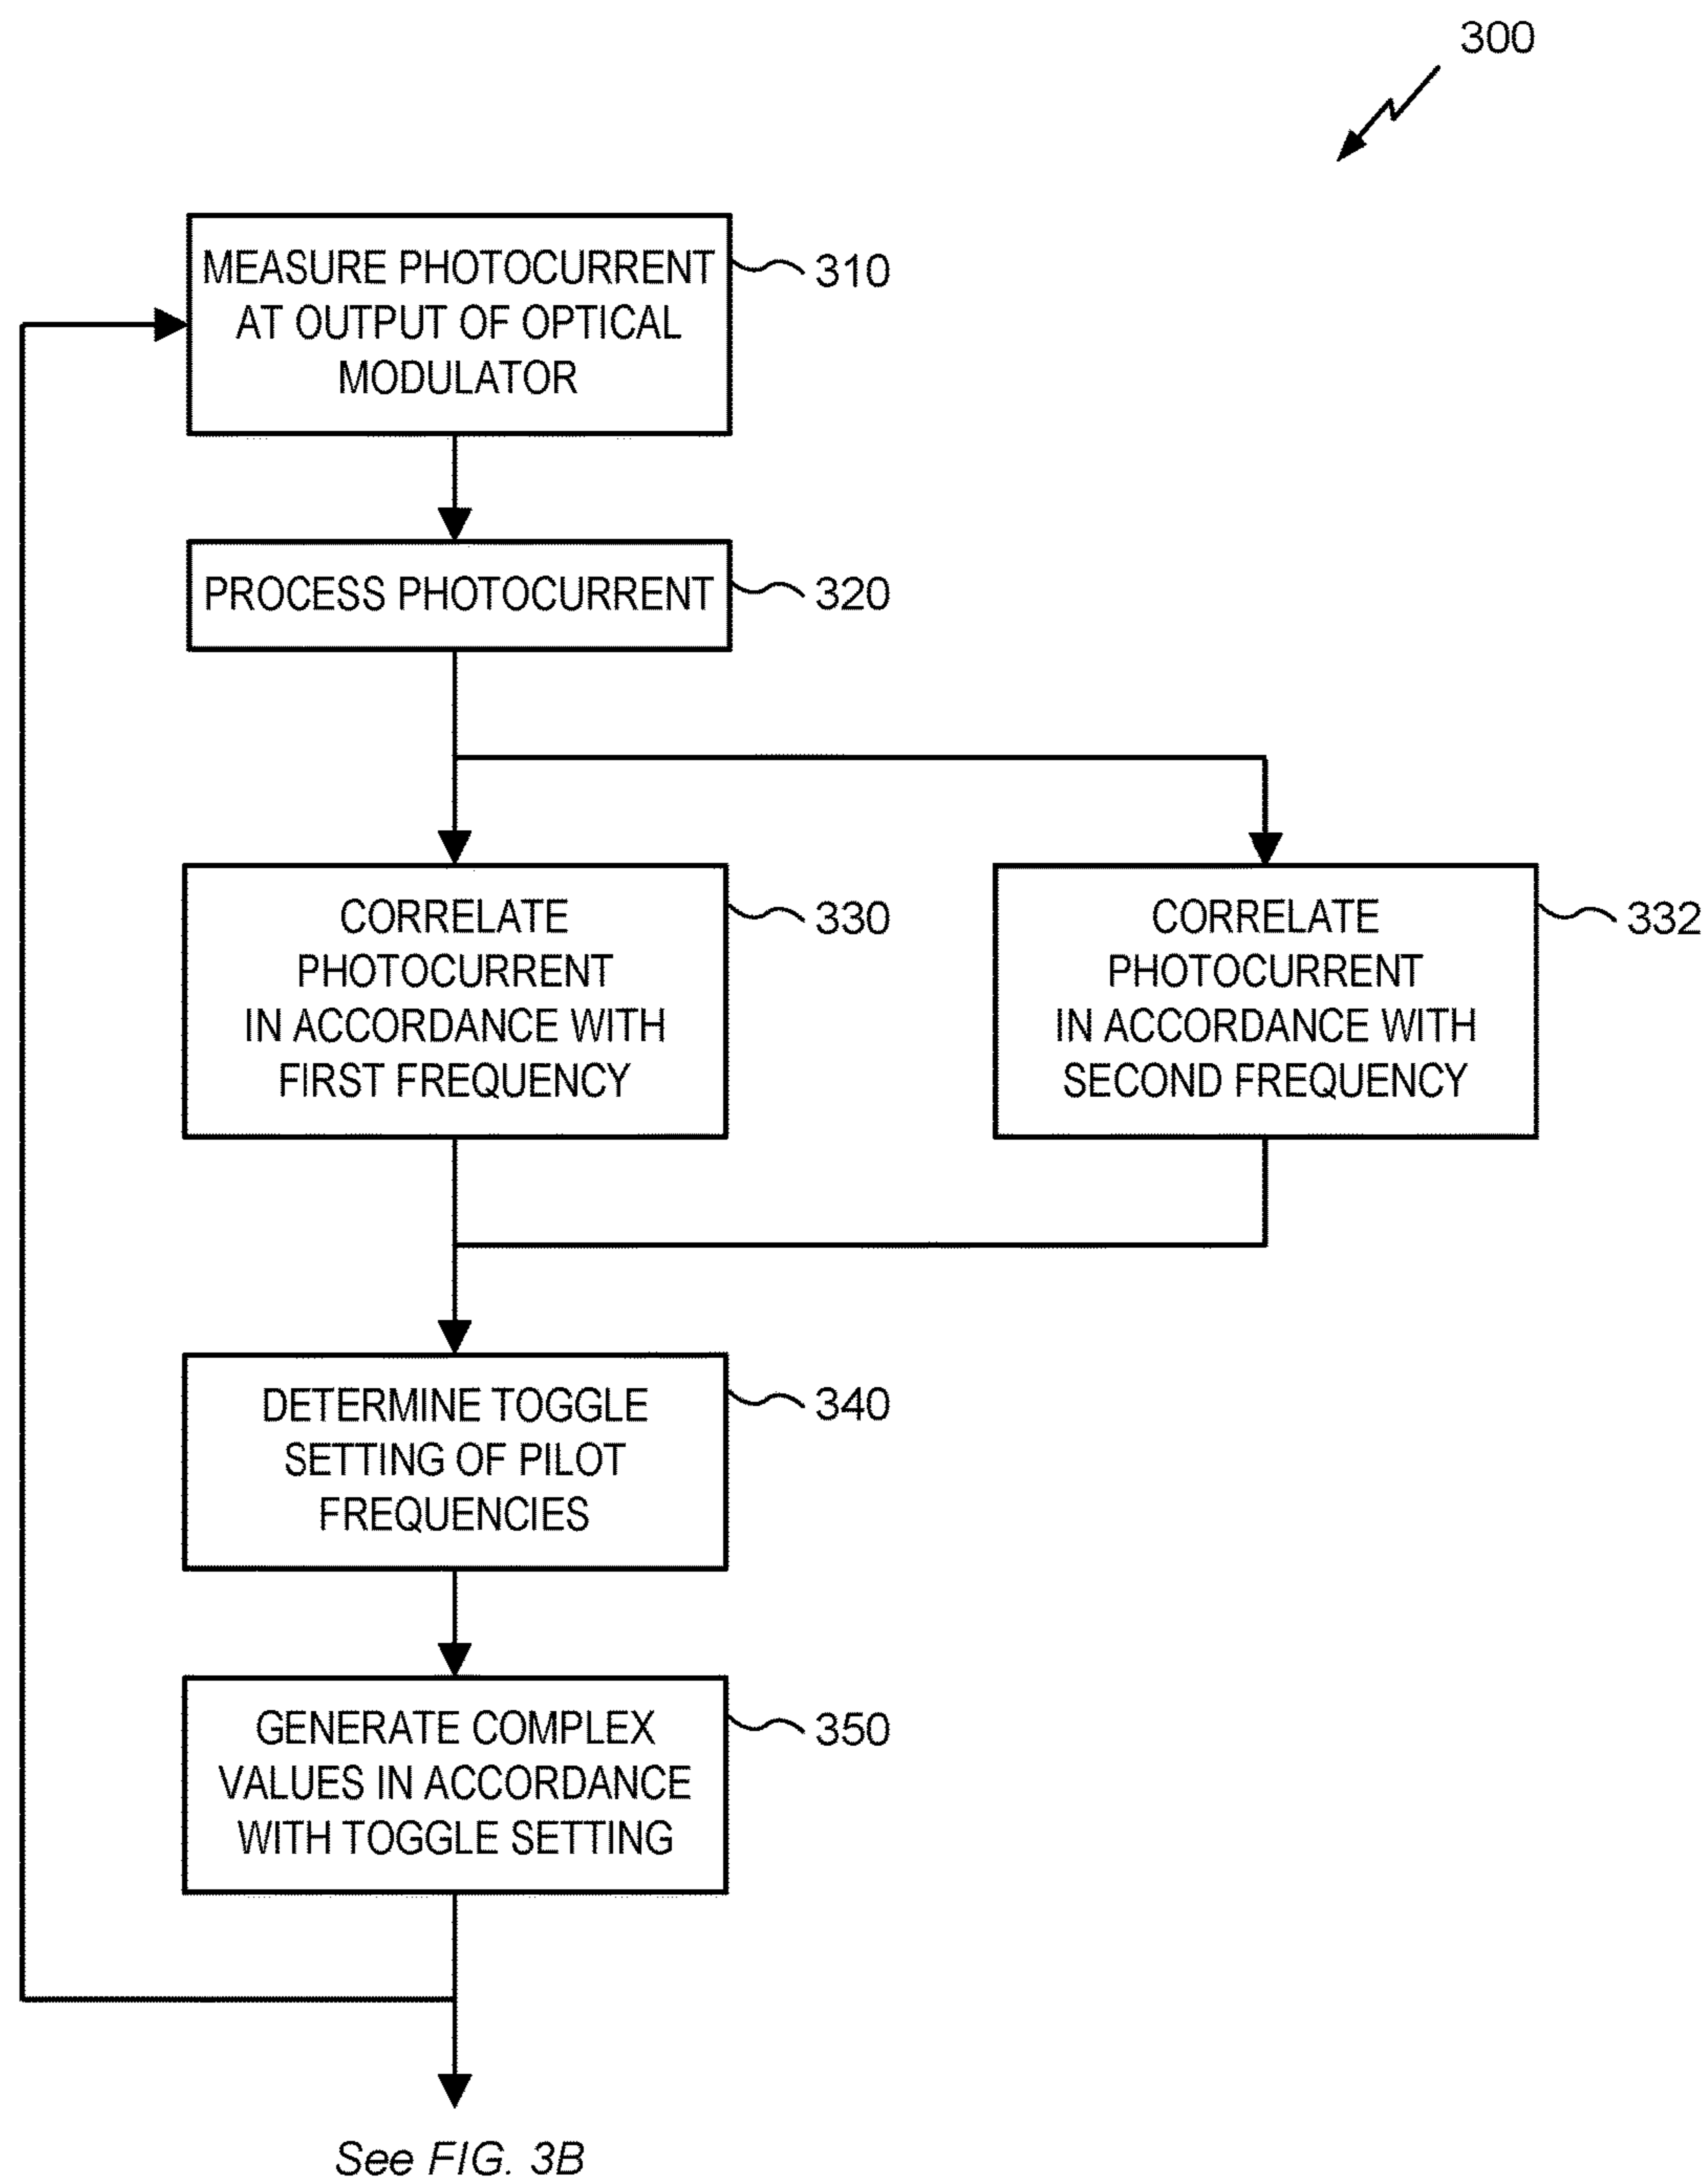 300
MEASURE PHOTOCURRENT
AT OUTPUT OF OPTICAL
MODULATOR
310
PROCESS PHOTOCURRENT
320
CORRELATE
PHOTOCURRENT
IN ACCORDANCE WITH
FIRST FREQUENCY
330
CORRELATE
PHOTOCURRENT
IN ACCORDANCE WITH
SECOND FREQUENCY
332
DETERMINE TOGGLE
SETTING OF PILOT
FREQUENCIES
340
GENERATE COMPLEX
VALUES IN ACCORDANCE
WITH TOGGLE SETTING
350
See FIG. 3B